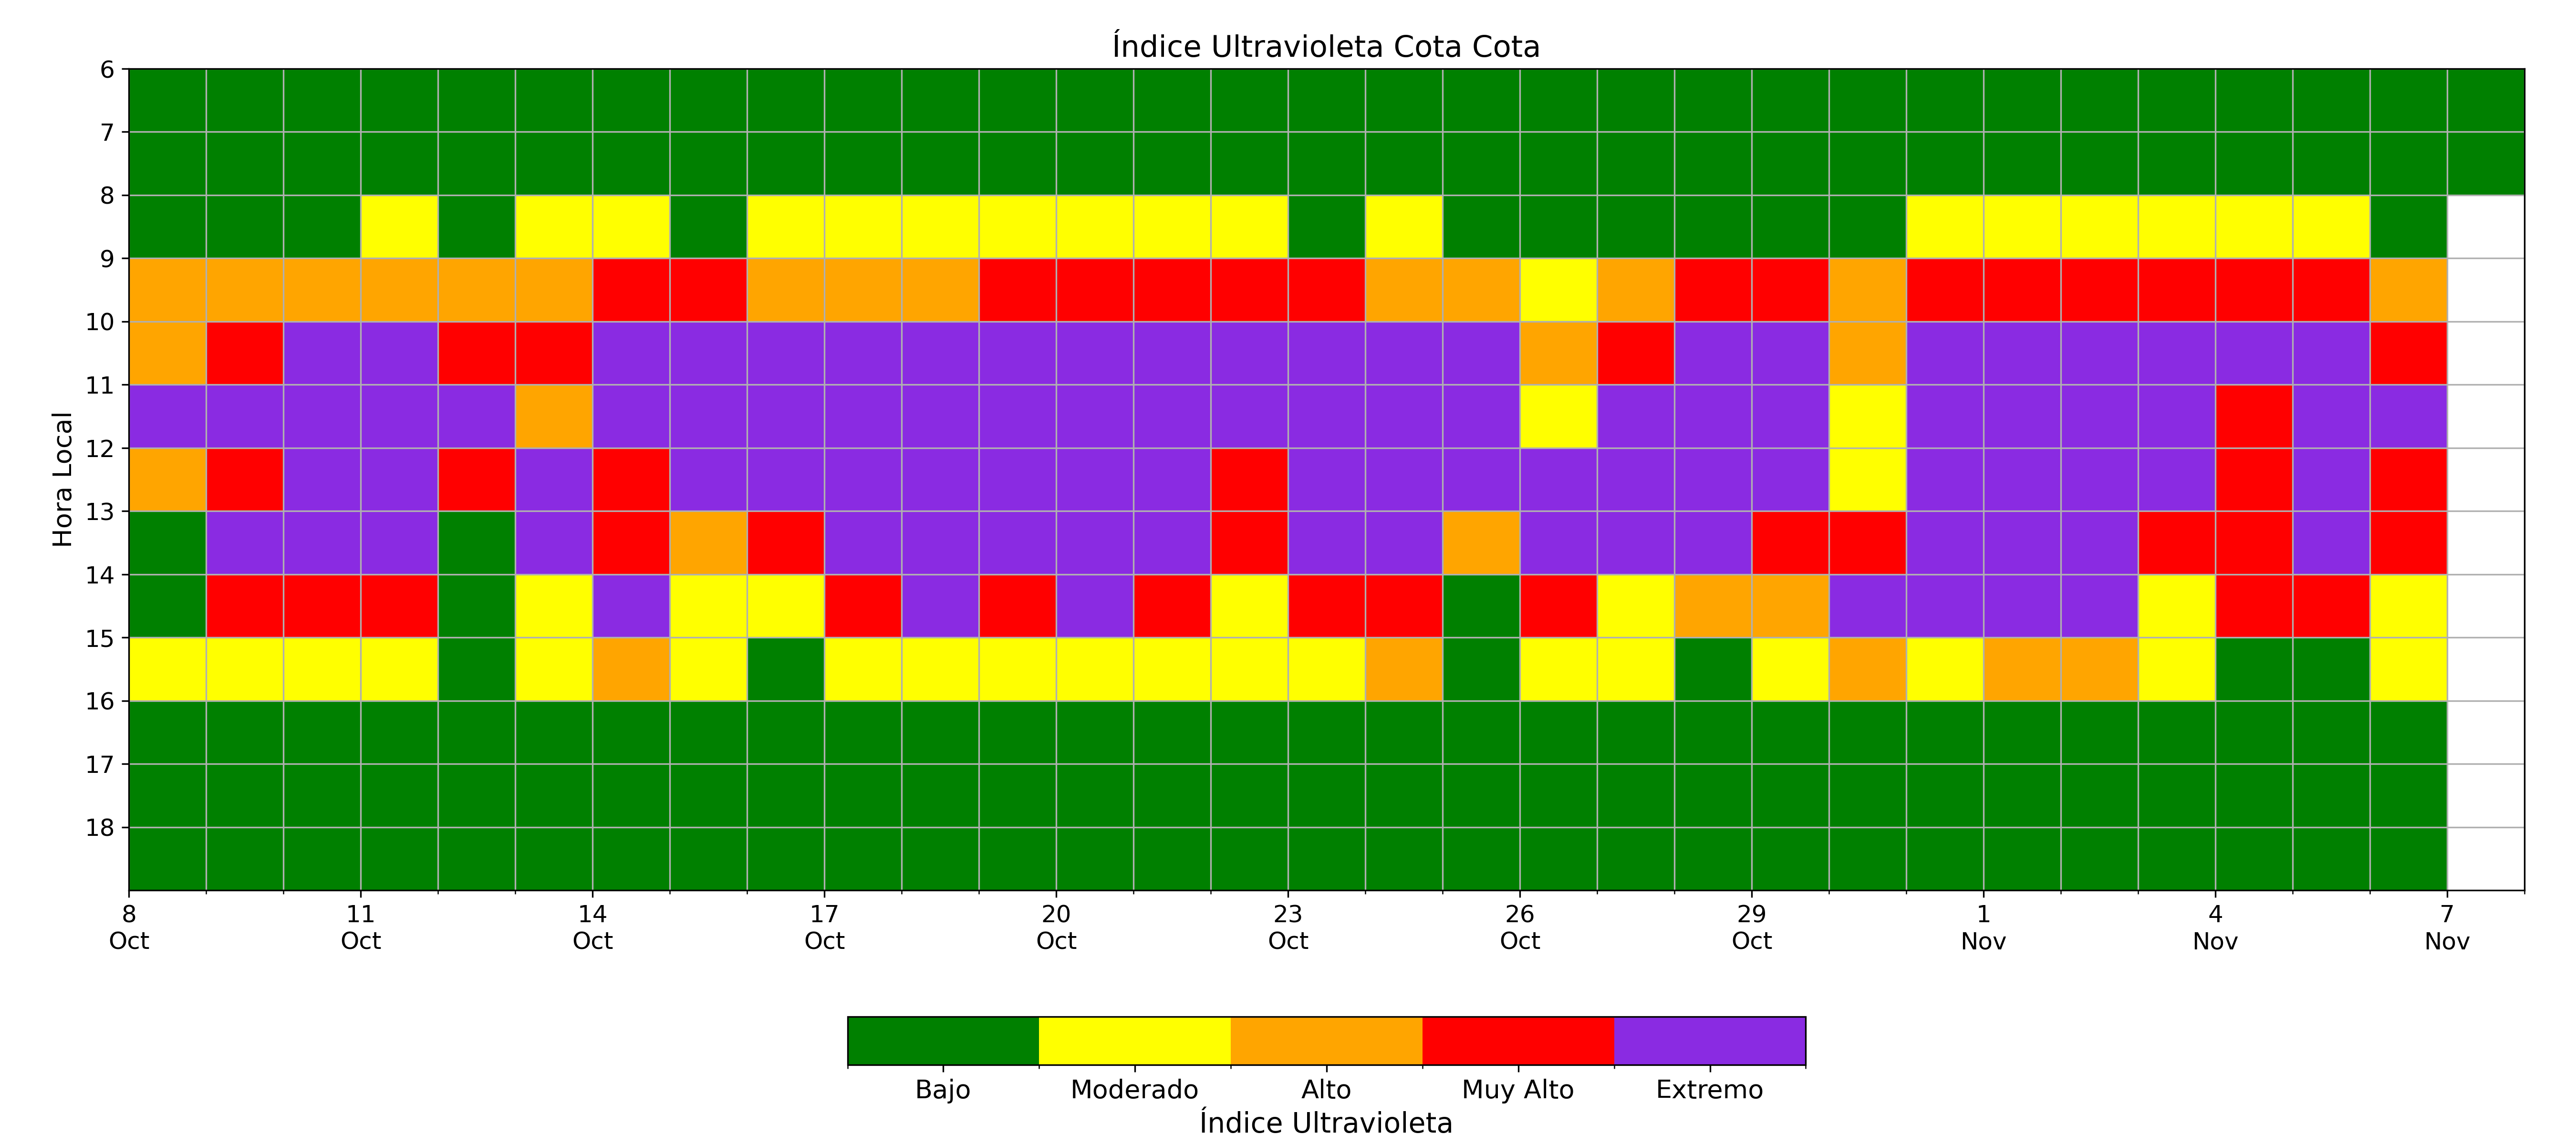 Índice Ultravioleta Cota Cota
6
7
8
9
10
11
12
13
14
15
16
17
18
Hora Local
8 11 14 17 20 23 26 29 1 4 7
Oct Oct Oct Oct Oct Oct Oct Oct Nov Nov Nov
Bajo Moderado Alto Muy Alto Extremo
Índice Ultravioleta